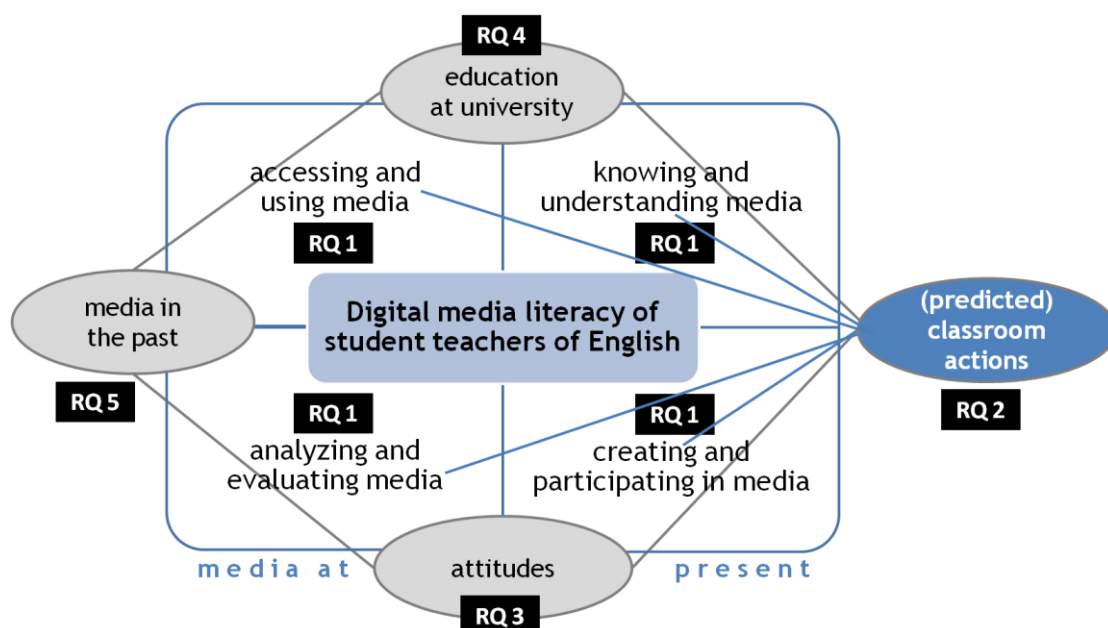 RQ 4
education
at university
accessing and
using media
RQ 1
knowing and
understanding media
RQ 1
media in
the past
RQ 5
Digital media literacy of
student teachers of English
(predicted)
classroom
actions
RQ 2
RQ 1
analyzing and
evaluating media
RQ 1
creating and
participating in media
media at present
attitudes
RQ 3